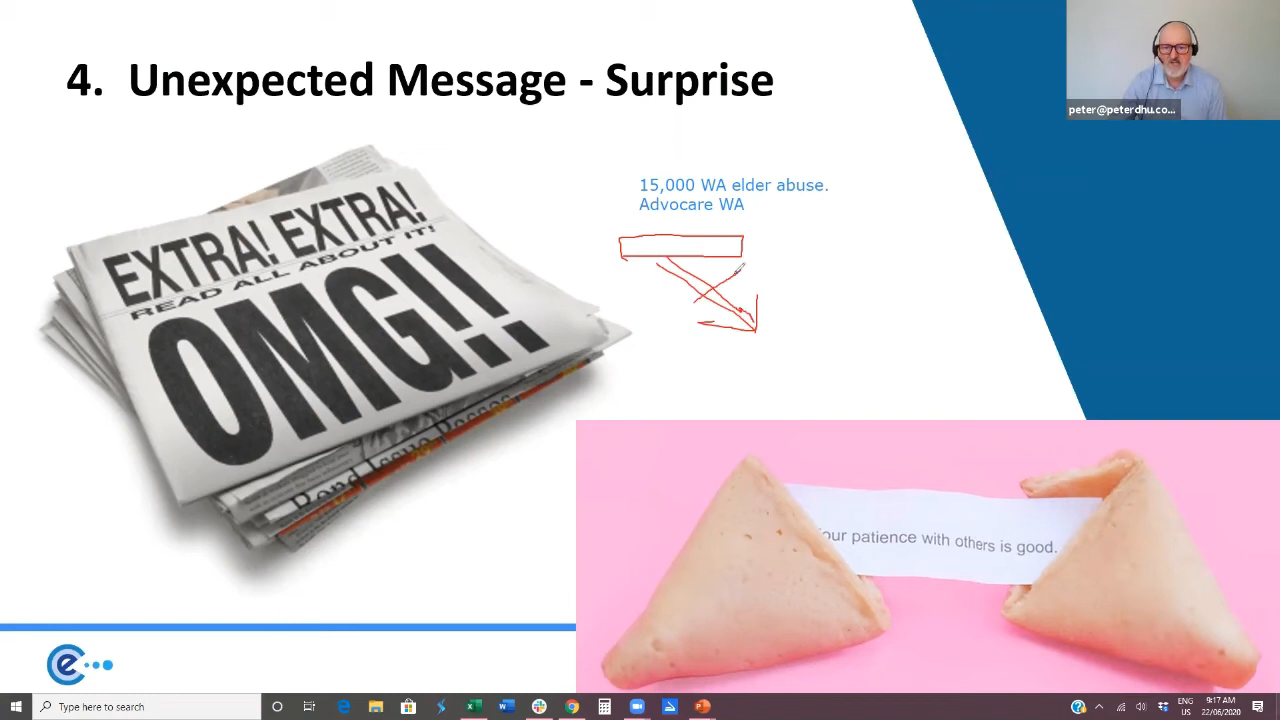 4. Unexpected Message - Surprise
peter@peterdhu.co...
15,000 WA elder abuse.
Advocare WA
EXTRA! EXTRA!
READ ALL ABOUT IT!
OMG!!
our patience with others is good.
e
Type here to search
ENG
US
9:17 AM
22/06/2020